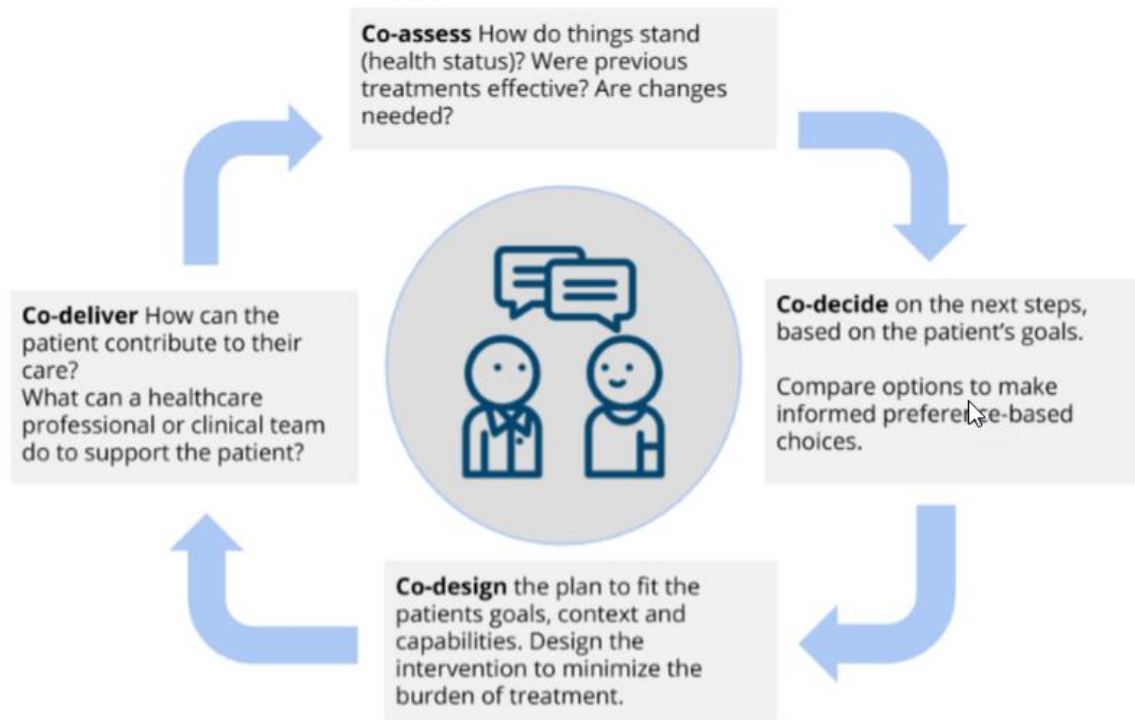 Co-assess How do things stand
(health status)? Were previous
treatments effective? Are changes
needed?
Co-decide on the next steps,
based on the patient's goals.
Compare options to make
informed preference-based
choices.
Co-design the plan to fit the
patients goals, context and
capabilities. Design the
intervention to minimize the
burden of treatment.
Co-deliver How can the
patient contribute to their
care?
What can a healthcare
professional or clinical team
do to support the patient?